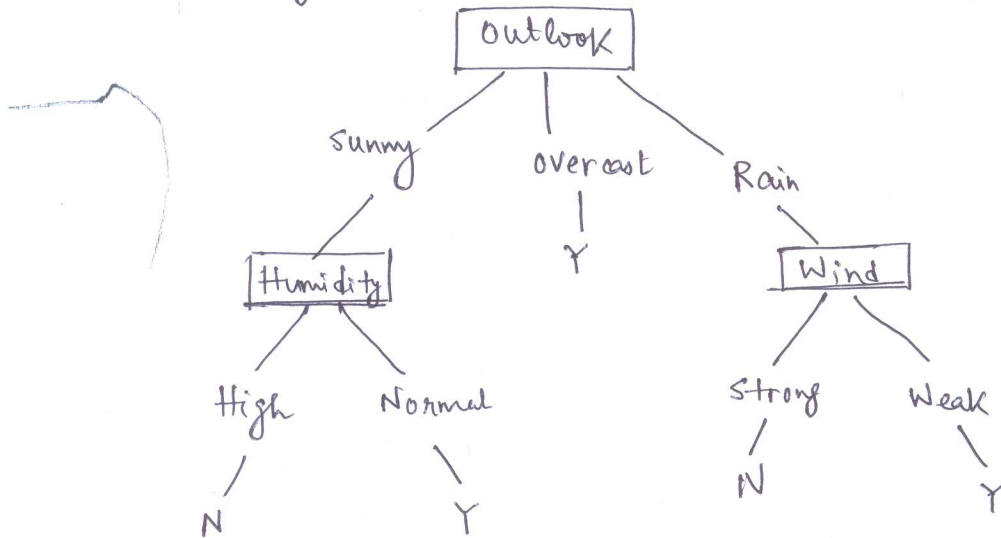 Outlook
Sunny
overcast
Rain
Y
Humidity
Wind
High
Normal
Strong
Weak
N
Y
N
Y